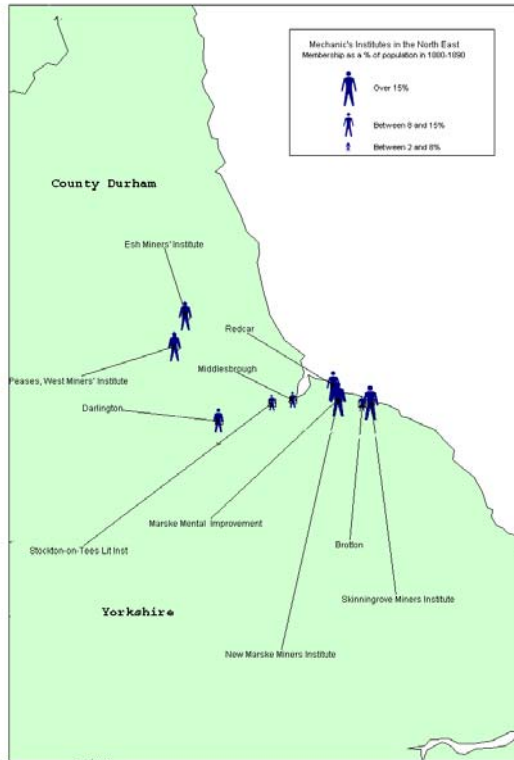 Mechanic's Institutes in the North East
Membership as a % of population in 1880-1890
Over 15%
Between 8 and 15%
Between 2 and 8%
County Durham
Esh Miners' Institute
Redcar
Middlesbrough
Peases, West Miners' Institute
Darlington
Marske Mental Improvement
Brotton
Stockton-on-Tees Lit Inst
Skinningrove Miners Institute
Yorkshire
New Marske Miners Institute